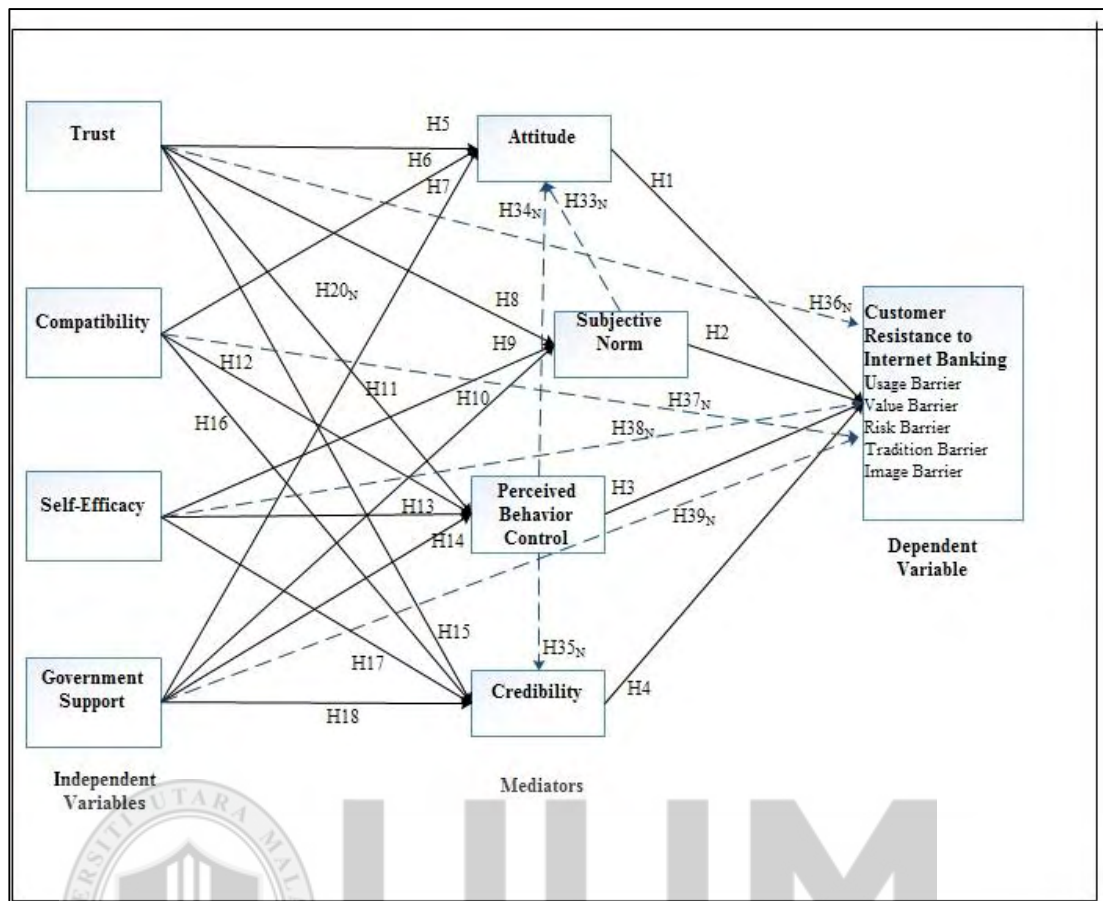 Trust
Compatibility
Self-Efficacy
Government
Support
Independent
Variables
H5
H6
H7
H20N
H8
H9
H10
H12
H11
H16
H13
H14
H15
H17
H18
Attitude
H34N
H33N
Subjective
Norm
Perceived
Behavior
Control
H35N
Credibility
Mediators
H1
H2
H36N
H37N
H38N
H3
H39N
H4
Customer
Resistance to
Internet Banking
Usage Barrier
Value Barrier
Risk Barrier
Tradition Barrier
Image Barrier
Dependent
Variable
UTARA
UUM